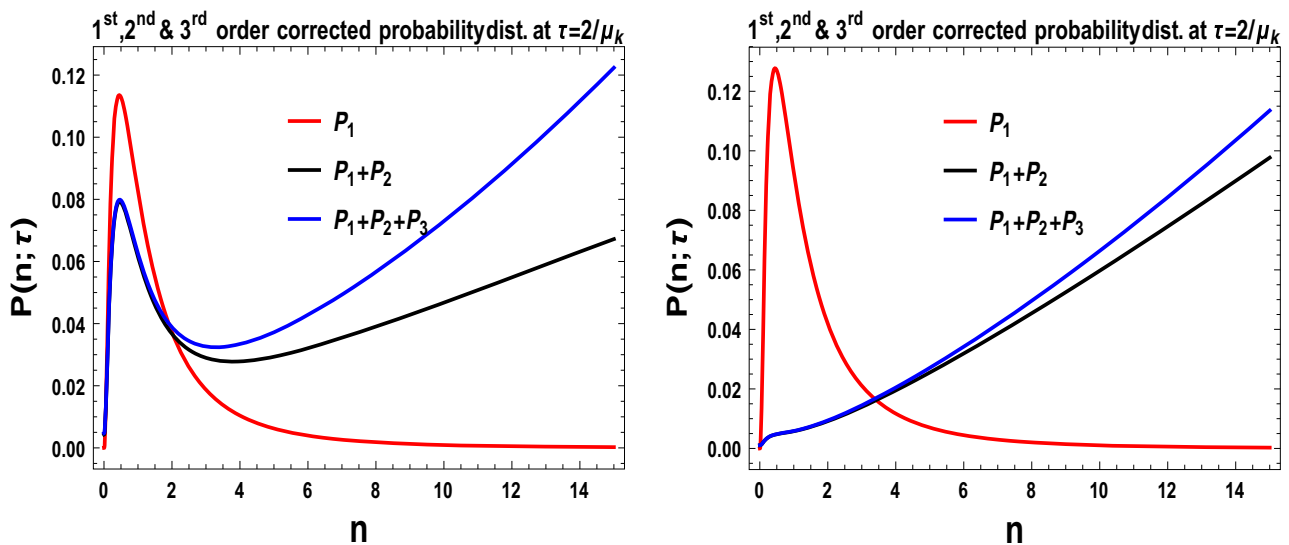 1st,2nd & 3rd order corrected probabilitydist. at τ=2/μk
0.12
0.10
0.08
0.06
0.04
0.02
0.00
P(n;τ)
P1
P1+P2
P1+P2+P3
0 2 4 6 8 10 12 14
n
1st,2nd & 3rd order corrected probabilitydist. at τ=2/μk
0.12
0.10
0.08
0.06
0.04
0.02
0.00
P(n;τ)
P1
P1+P2
P1+P2+P3
0 2 4 6 8 10 12 14
n